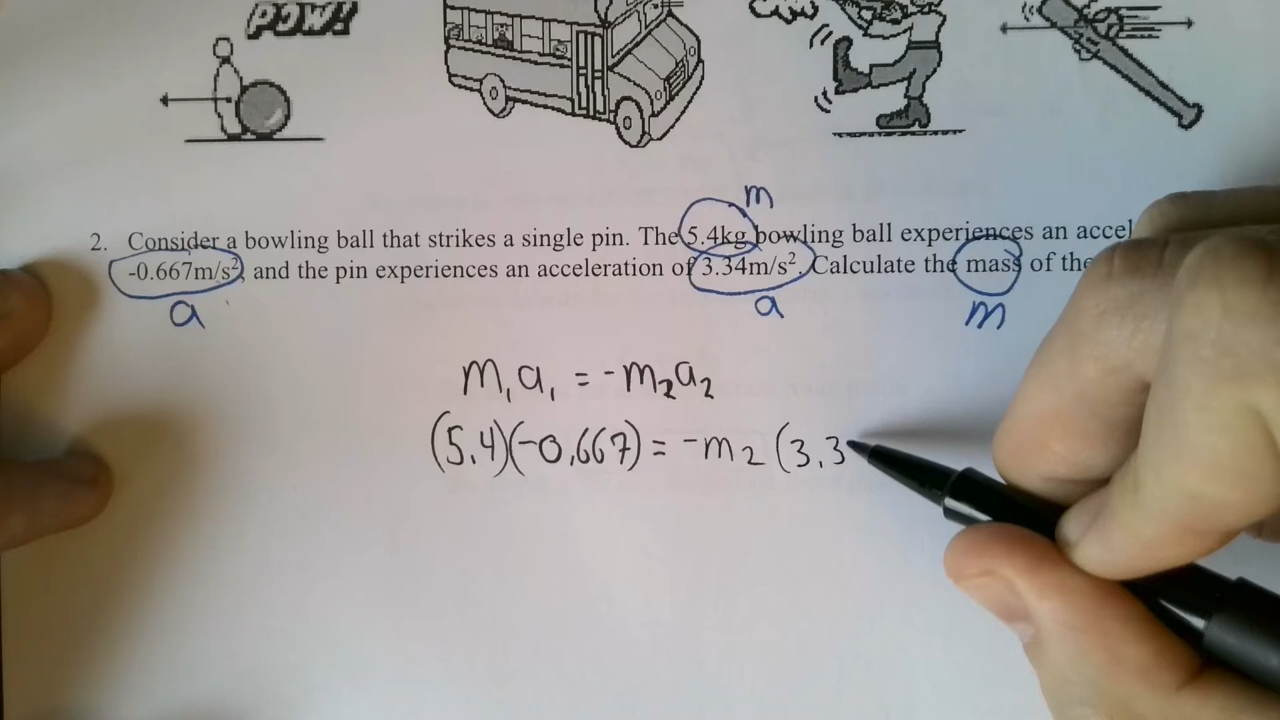 POW!
m
2. Consider a bowling ball that strikes a single pin. The 5.4kg bowling ball experiences an accel
-0.667m/s², and the pin experiences an acceleration of 3.34m/s². Calculate the mass of the
a a m
m₁a₁ = -m₂a₂
(5.4)(-0.667) = -m₂ (3.3